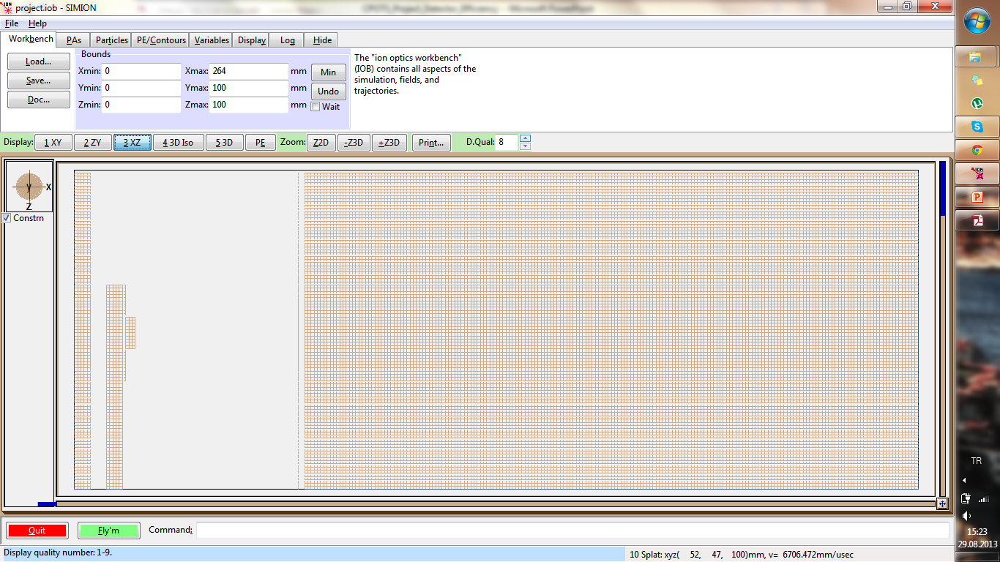 project.iob - SIMION
File Help
Workbench PAs Particles PE/Contours Variables Display Log Hide
Load...
Save...
Doc...
Bounds
Xmin: 0 Xmax: 264 mm Min
Ymin: 0 Ymax: 100 mm Undo
Zmin: 0 Zmax: 100 mm Wait
The "ion optics workbench"
(IOB) contains all aspects of the
simulation, fields, and
trajectories.
Display: 1 XY 2 ZY 3 XZ 4 3D Iso 5 3D PE Zoom: Z2D -Z3D +Z3D Print... D.Qual: 8
y X
Z
Constrn
Quit Fly'm Command:
Display quality number: 1-9.
10 Splat: xyz( 52, 47, 100)mm, v= 6706.472mm/usec
TR
15:23
29.08.2013